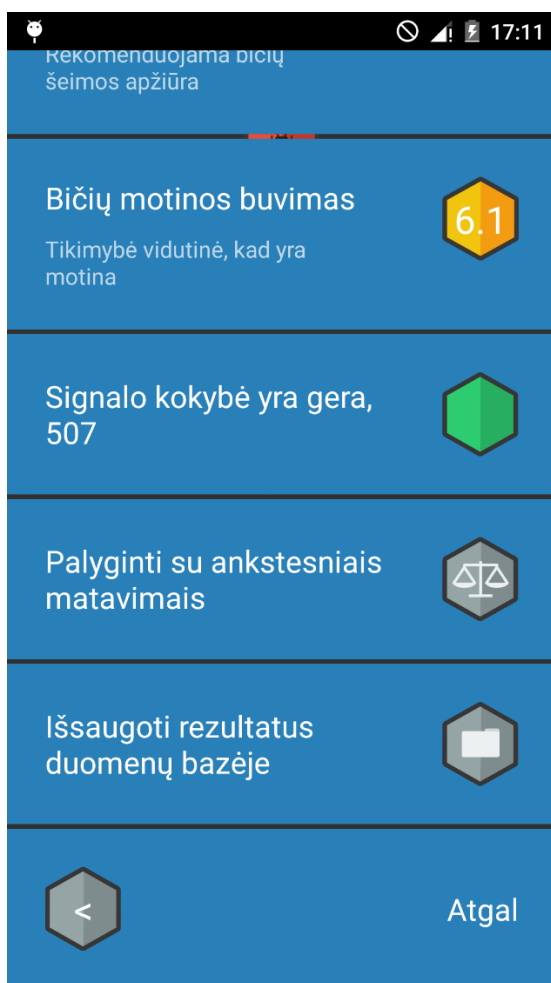 17:11
Rekomenduojama bičių
šeimos apžiūra
Bičių motinos buvimas
6.1
Tikimybė vidutinė, kad yra
motina
Signalo kokybė yra gera,
507
Palyginti su ankstesniais
matavimais
Išsaugoti rezultatus
duomenų bazėje
<
Atgal